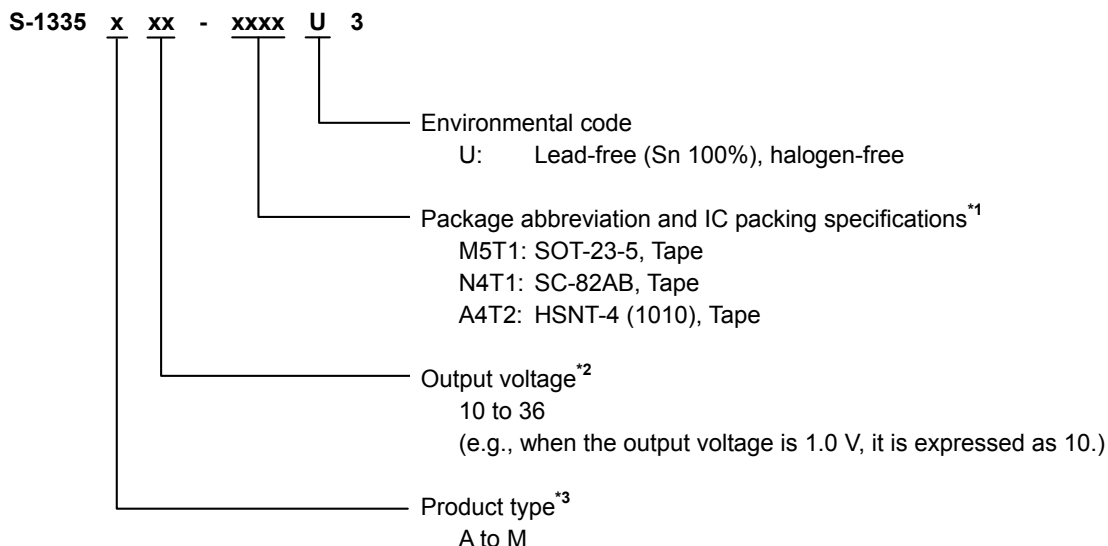 S-1335 x xx - xxxx U 3
Environmental code
U: Lead-free (Sn 100%), halogen-free
Package abbreviation and IC packing specifications*1
M5T1: SOT-23-5, Tape
N4T1: SC-82AB, Tape
A4T2: HSNT-4 (1010), Tape
Output voltage*2
10 to 36
(e.g., when the output voltage is 1.0 V, it is expressed as 10.)
Product type*3
A to M